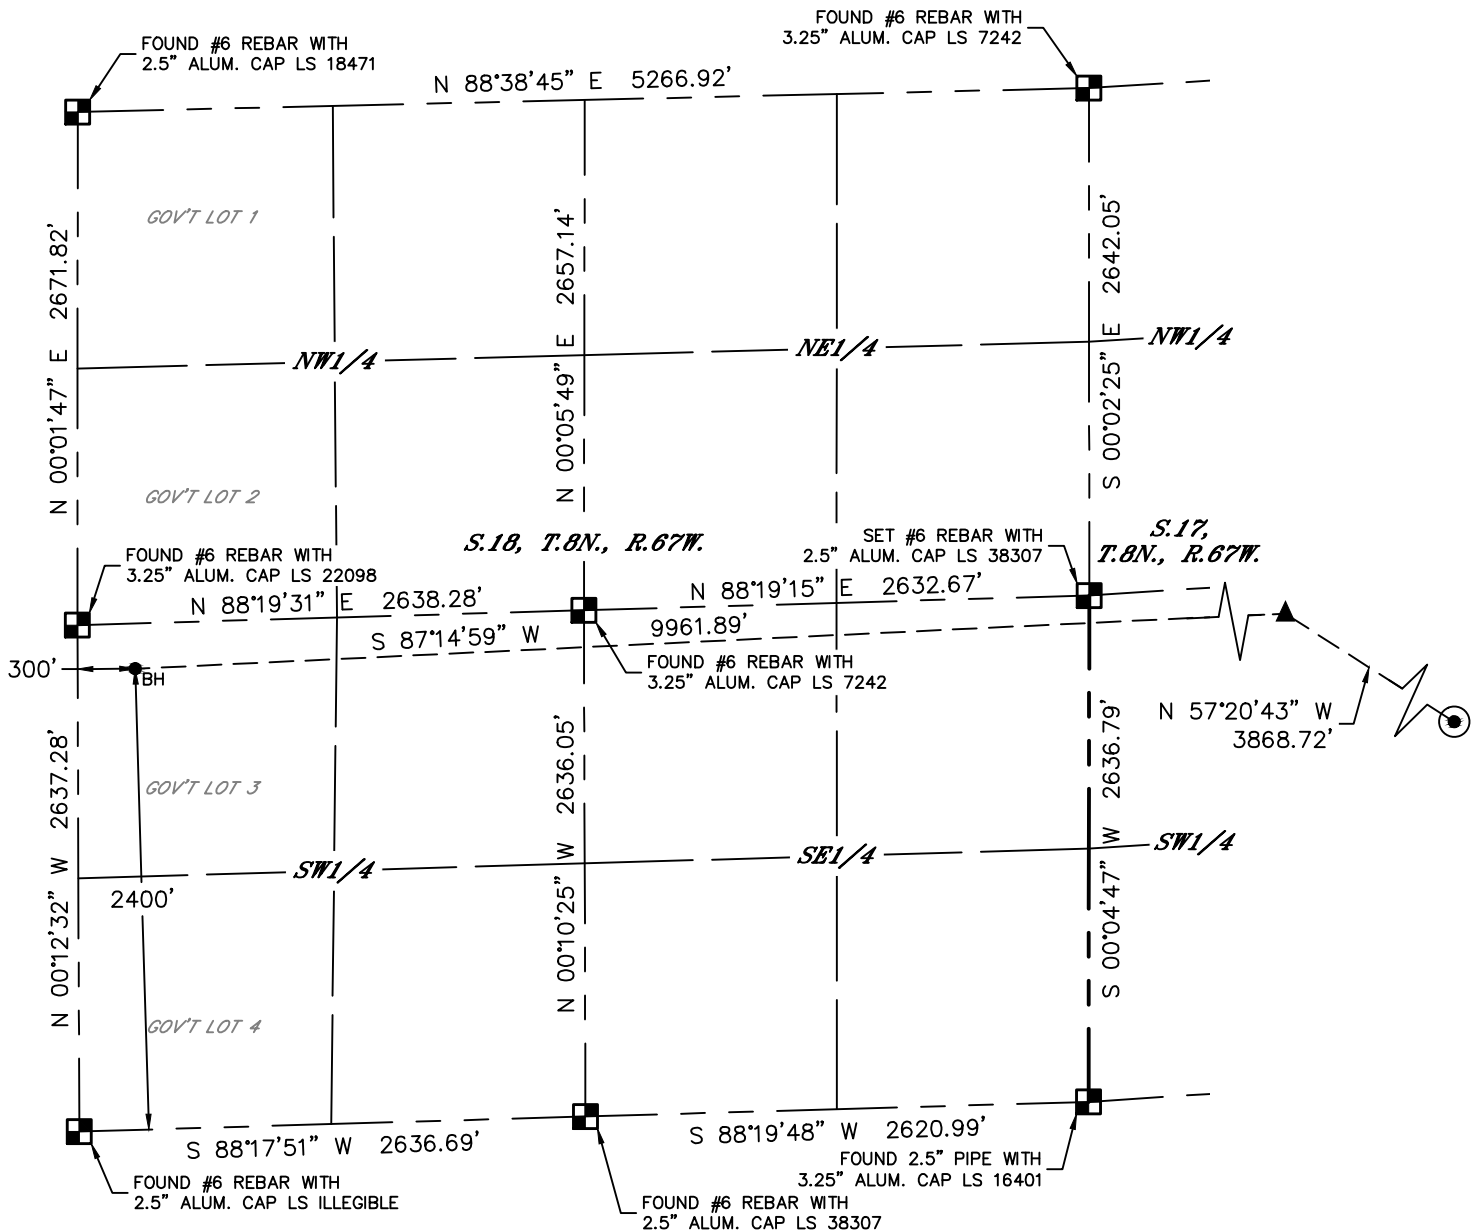 FOUND #6 REBAR WITH
3.25" ALUM. CAP LS 7242
FOUND #6 REBAR WITH
2.5" ALUM. CAP LS 18471
N 88°38'45" E 5266.92'
GOV'T LOT 1
N 00°01'47" E 2671.82'
N 00°05'49" E 2657.14'
S 00°02'25" E 2642.05'
NW1/4
NE1/4
NW1/4
GOV'T LOT 2
S.18, T.8N., R.67W.
SET #6 REBAR WITH
2.5" ALUM. CAP LS 38307
S.17,
T.8N., R.67W.
FOUND #6 REBAR WITH
3.25" ALUM. CAP LS 22098
N 88°19'31" E 2638.28'
N 88°19'15" E 2632.67'
S 87°14'59" W 9961.89'
300'
BH
FOUND #6 REBAR WITH
3.25" ALUM. CAP LS 7242
N 57°20'43" W
3868.72'
GOV'T LOT 3
N 00°12'32" W 2637.28'
N 00°10'25" W 2636.05'
S 00°04'47" W 2636.79'
SW1/4
SE1/4
SW1/4
2400'
GOV'T LOT 4
S 88°17'51" W 2636.69'
S 88°19'48" W 2620.99'
FOUND 2.5" PIPE WITH
3.25" ALUM. CAP LS 16401
FOUND #6 REBAR WITH
2.5" ALUM. CAP LS ILLEGIBLE
FOUND #6 REBAR WITH
2.5" ALUM. CAP LS 38307